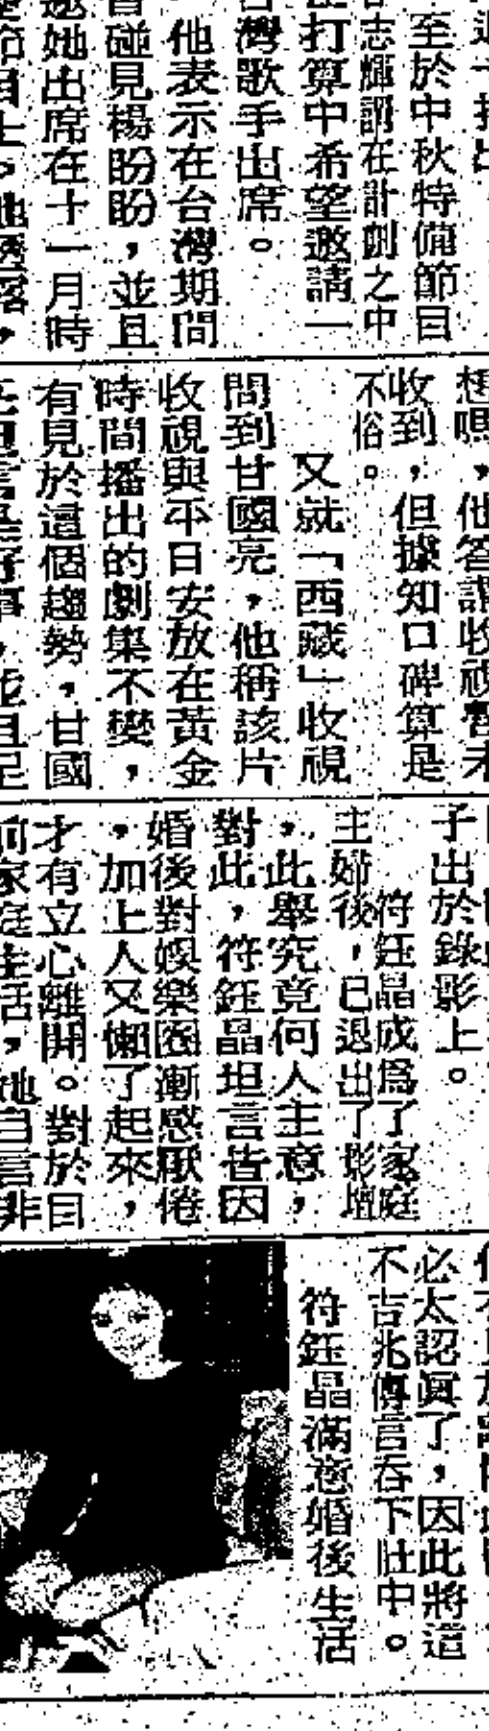 至於中秋特備節目
志輝謂在計劃之中
打算中希望邀請一
台灣歌手出席。
他表示在台灣期間
曾碰見楊盼盼，並且
邀她出席在十一月時
想嗎，他答謂收視暫未
收到，但據知口碑算是
不俗。
又就「西藏」收視
問到甘國亮，他稱該片
收視與平日安放在黃金
時間播出的劇集不樊，
有見於這個趨勢，甘國
子出於錄影上。
符鈺晶成爲了家庭
主婦後，已退出了影壇
，此舉究竟何人主意，
對此，符鈺晶坦言皆因
婚後對娛樂圈漸感厭倦
，加上人又懶了起來，
才有立心離開。對於目
前家庭生活，她自言非
必太認眞了，因此將這
不吉兆傳言吞下肚中。
符鈺晶滿意婚後生活